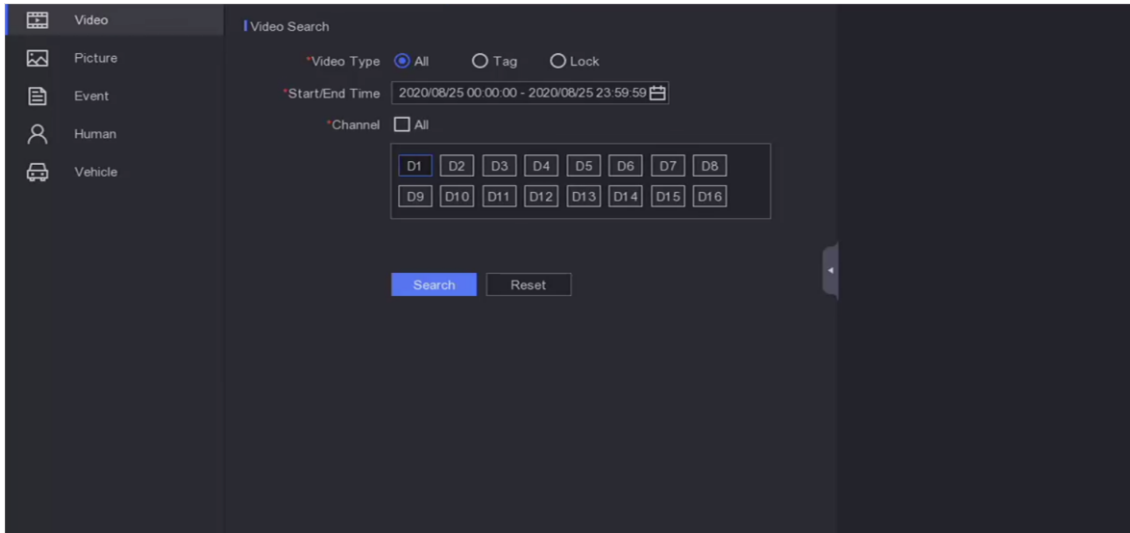 Video
Picture
Event
Human
Vehicle
Video Search
*Video Type All Tag Lock
*Start/End Time 2020/08/25 00:00:00 - 2020/08/25 23:59:59
*Channel All
D1 D2 D3 D4 D5 D6 D7 D8
D9 D10 D11 D12 D13 D14 D15 D16
Search Reset